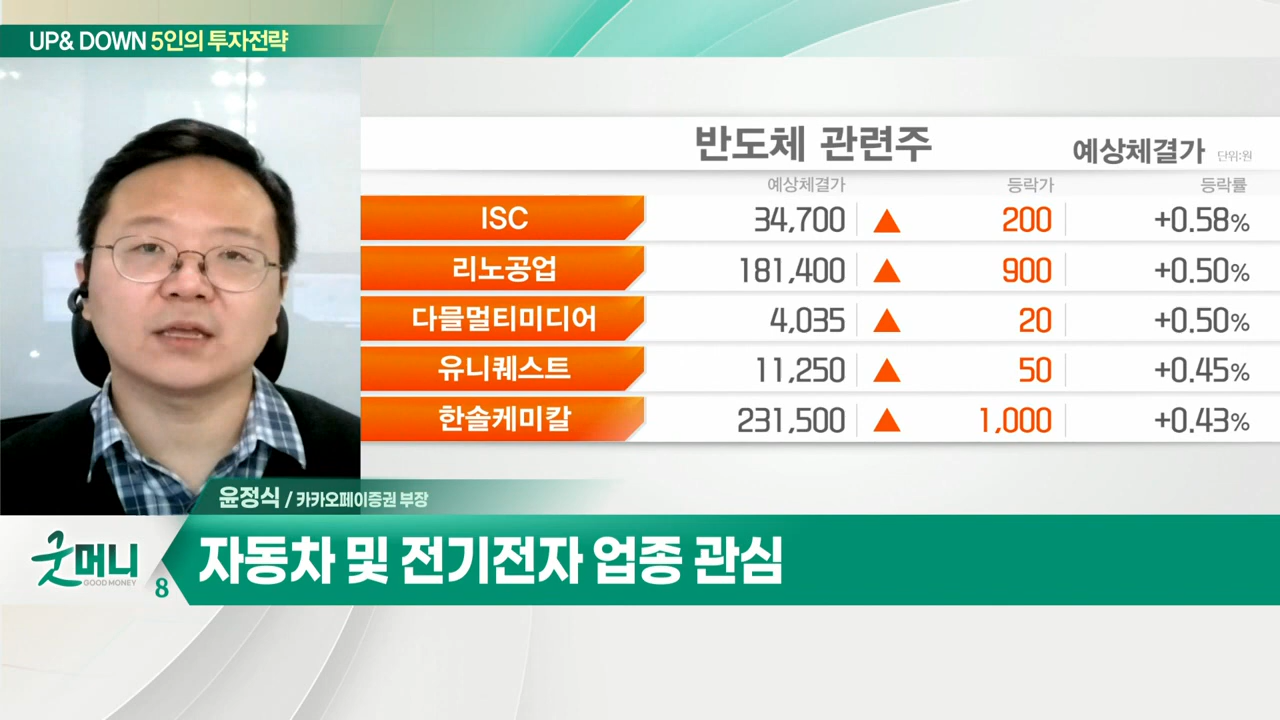 UP& DOWN 5인의 투자전략
반도체 관련주 예상체결가 단위:원
예상체결가 등락가 등락률
ISC 34,700 ▲ 200 +0.58%
리노공업 181,400 ▲ 900 +0.50%
다믈멀티미디어 4,035 ▲ 20 +0.50%
유니퀘스트 11,250 ▲ 50 +0.45%
한솔케미칼 231,500 ▲ 1,000 +0.43%
윤정식 / 카카오페이증권 부장
굿머니
GOOD MONEY
8
자동차 및 전기전자 업종 관심